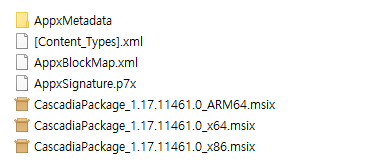 AppxMetadata
[Content_Types].xml
AppxBlockMap.xml
AppxSignature.p7x
CascadiaPackage_1.17.11461.0_ARM64.msix
CascadiaPackage_1.17.11461.0_x64.msix
CascadiaPackage_1.17.11461.0_x86.msix